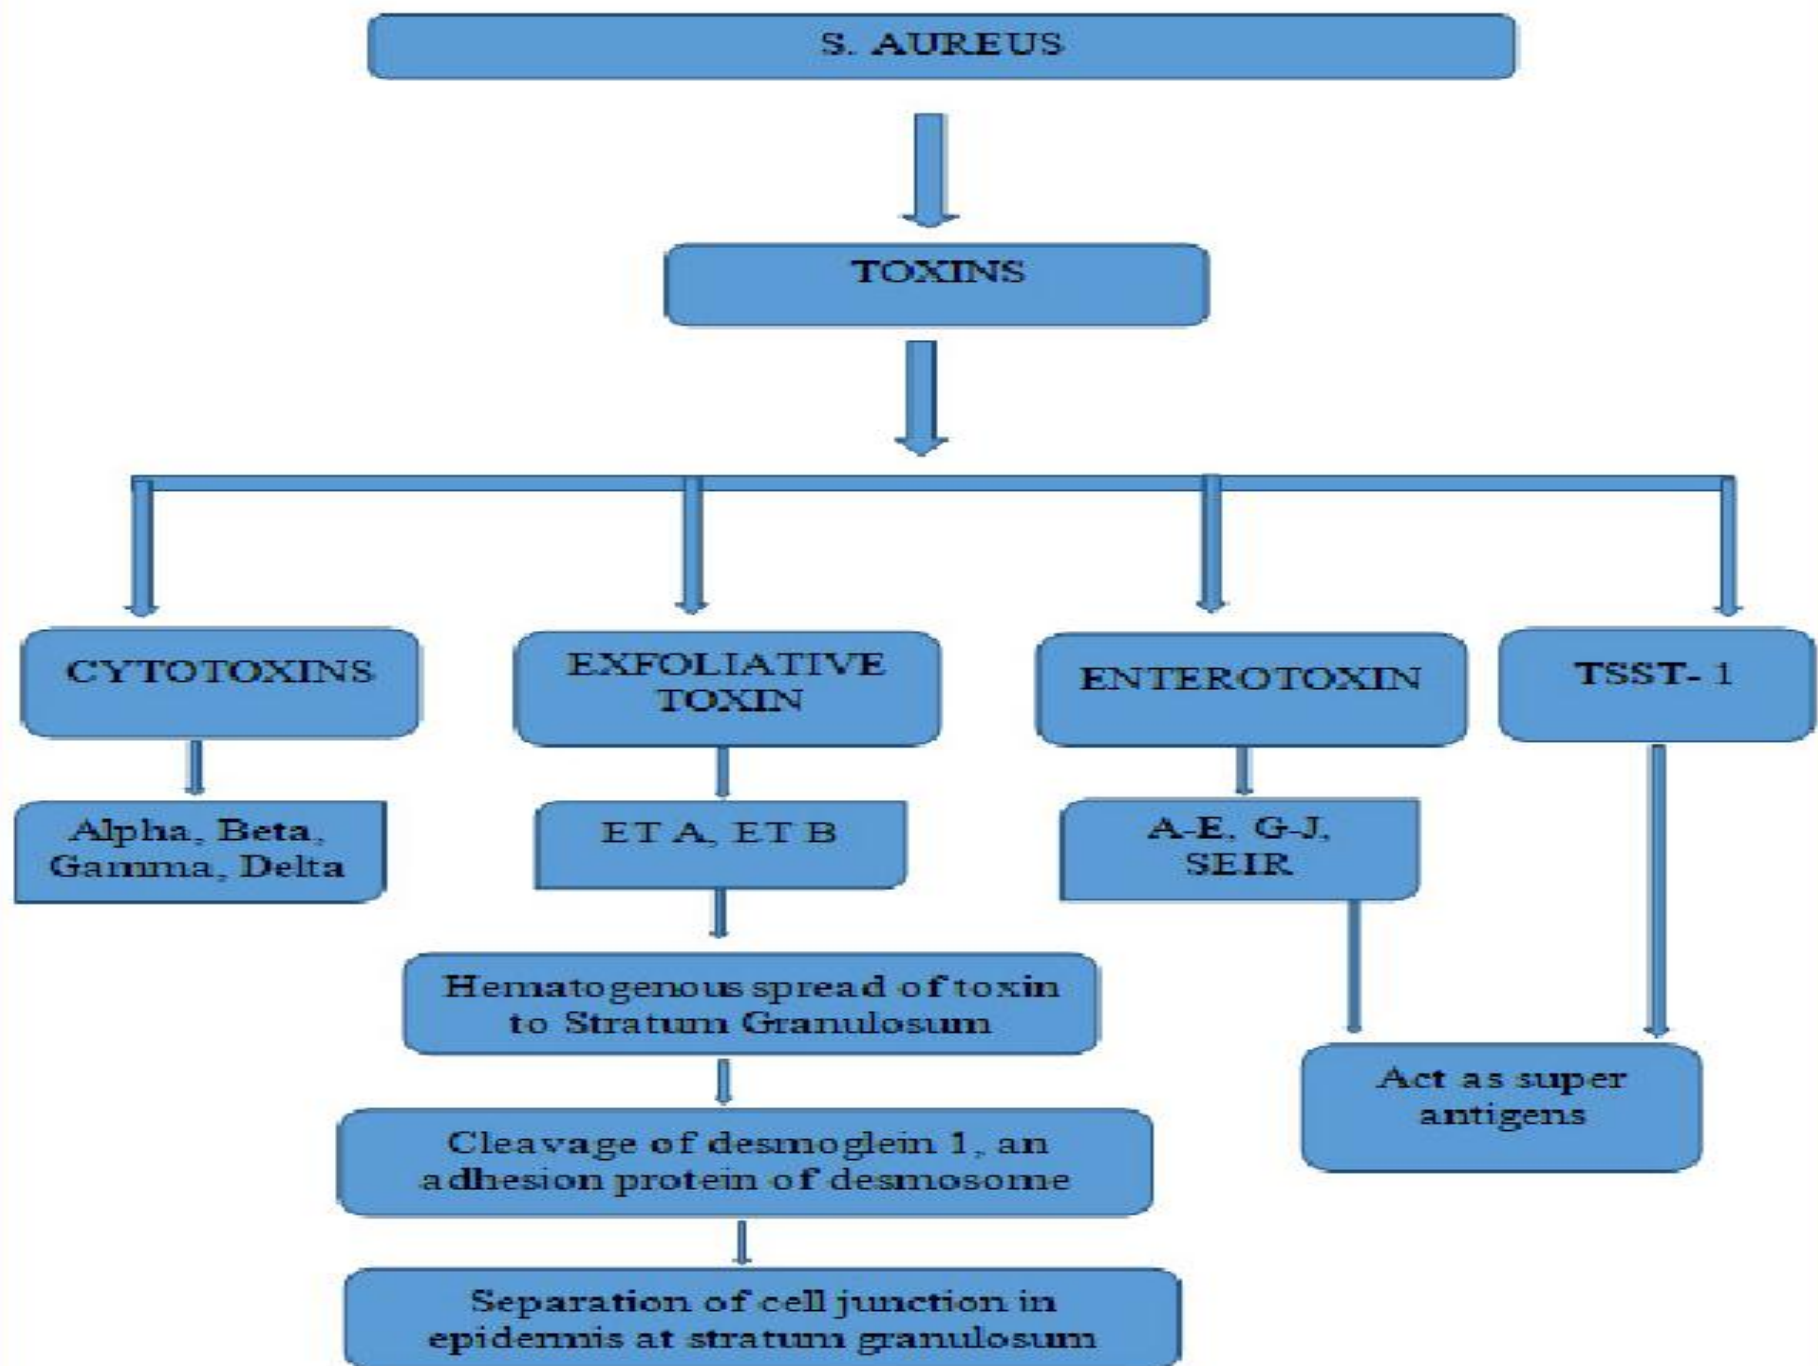 S. AUREUS
TOXINS
CYTOTOXINS
EXFOLIATIVE
TOXIN
ENTEROTOXIN
TSST- 1
Alpha, Beta,
Gamma, Delta
ET A, ET B
A-E, G-J,
SEIR
Hematogenous spread of toxin
to Stratum Granulosum
Act as super
antigens
Cleavage of desmoglein 1, an
adhesion protein of desmosome
Separation of cell junction in
epidermis at stratum granulosum